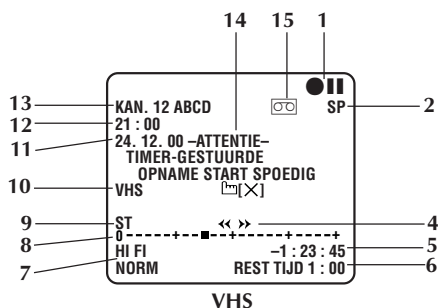 14 15 1
13 KAN. 12 ABCD SP 2
12 21 : 00
11 24. 12. 00 –ATTENTIE–
TIMER-GESTUURDE
OPNAME START SPOEDIG
10 VHS [X]
9 ST 4
8 0 - - - - + - - - ■ - - - + - - - - - - - +
7 HI FI –1 : 23 : 45 5
NORM REST TIJD 1 : 00 6
VHS